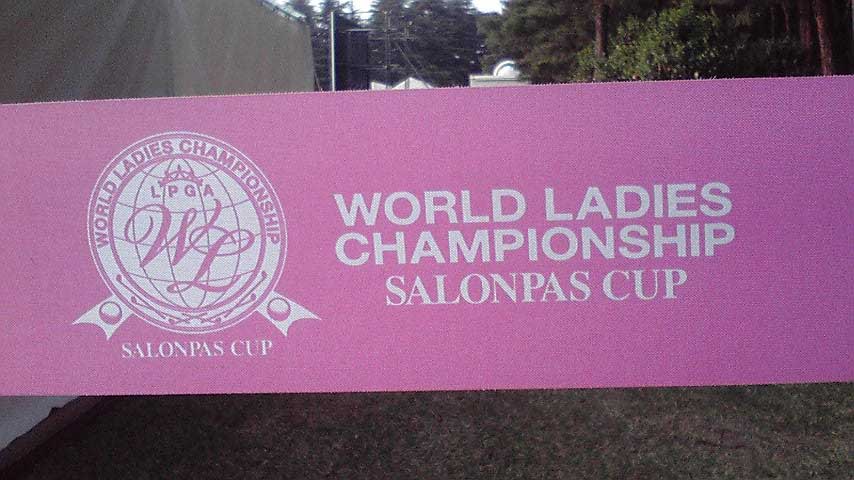 WORLD LADIES CHAMPIONSHIP
LPGA
WL
SALONPAS CUP
WORLD LADIES
CHAMPIONSHIP
SALONPAS CUP